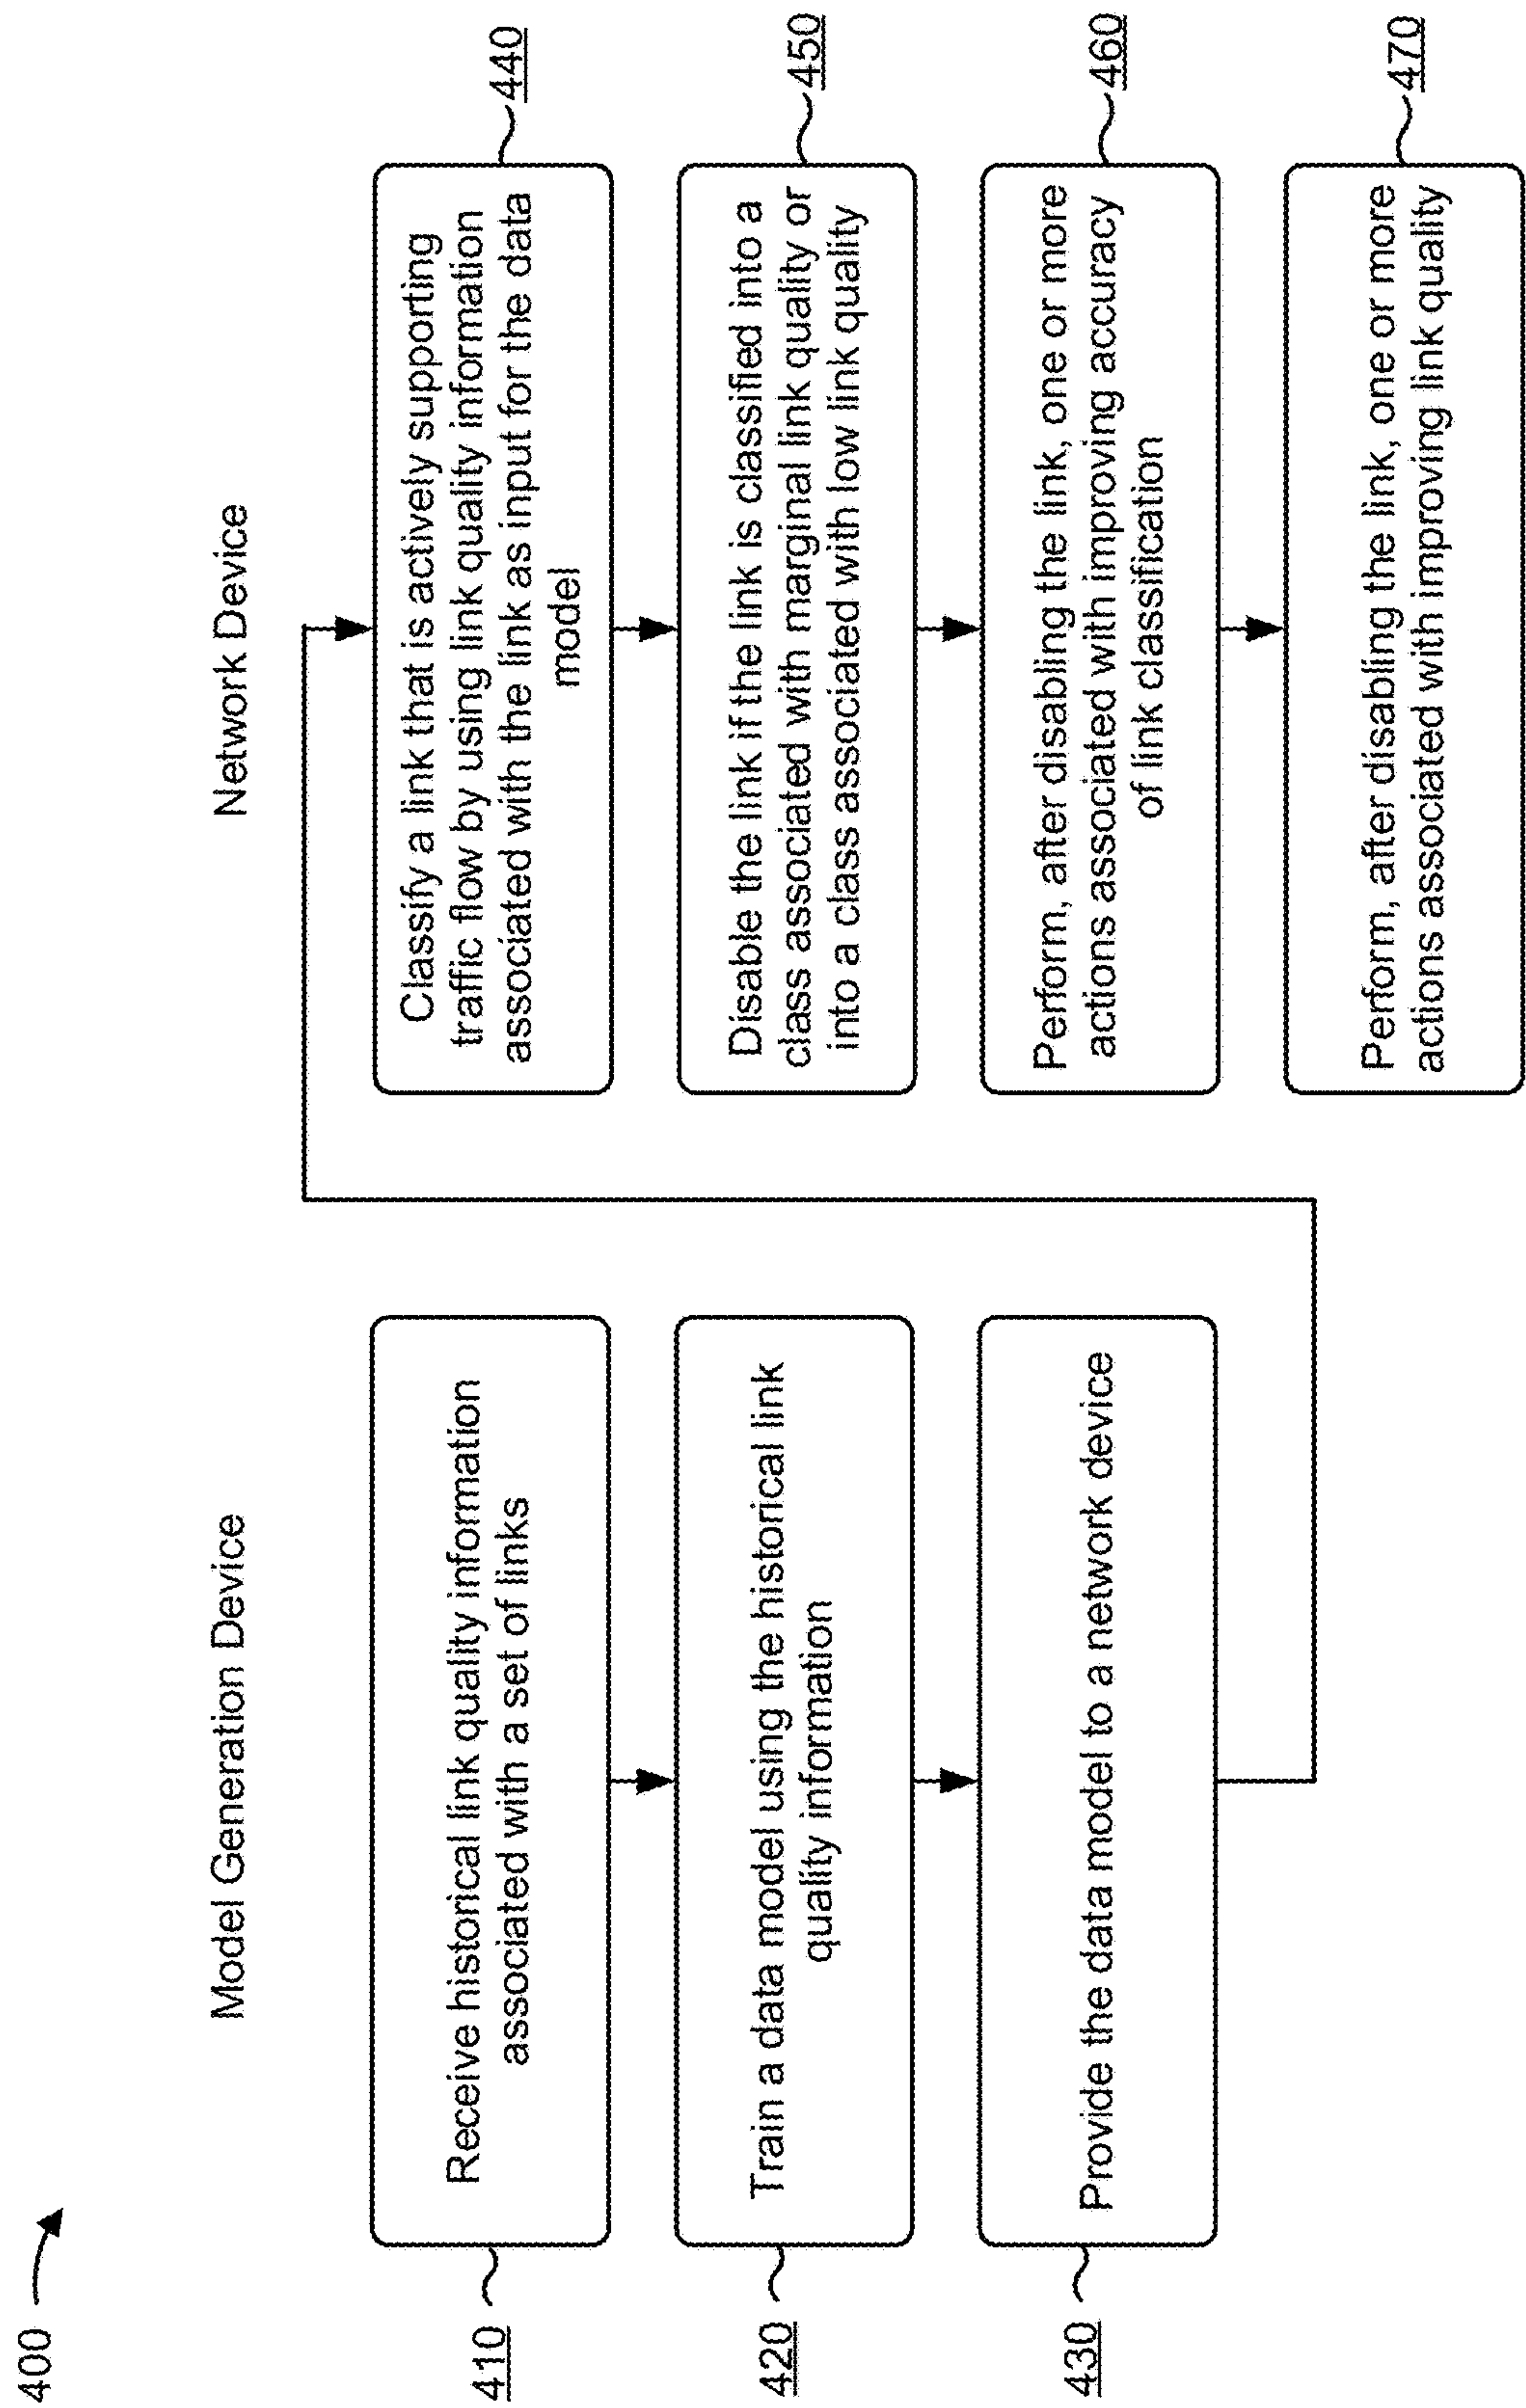 400
Model Generation Device
410
Receive historical link quality information
associated with a set of links
420
Train a data model using the historical link
quality information
430
Provide the data model to a network device
Network Device
440
Classify a link that is actively supporting
traffic flow by using link quality information
associated with the link as input for the data
model
450
Disable the link if the link is classified into a
class associated with marginal link quality or
into a class associated with low link quality
460
Perform, after disabling the link, one or more
actions associated with improving accuracy
of link classification
470
Perform, after disabling the link, one or more
actions associated with improving link quality